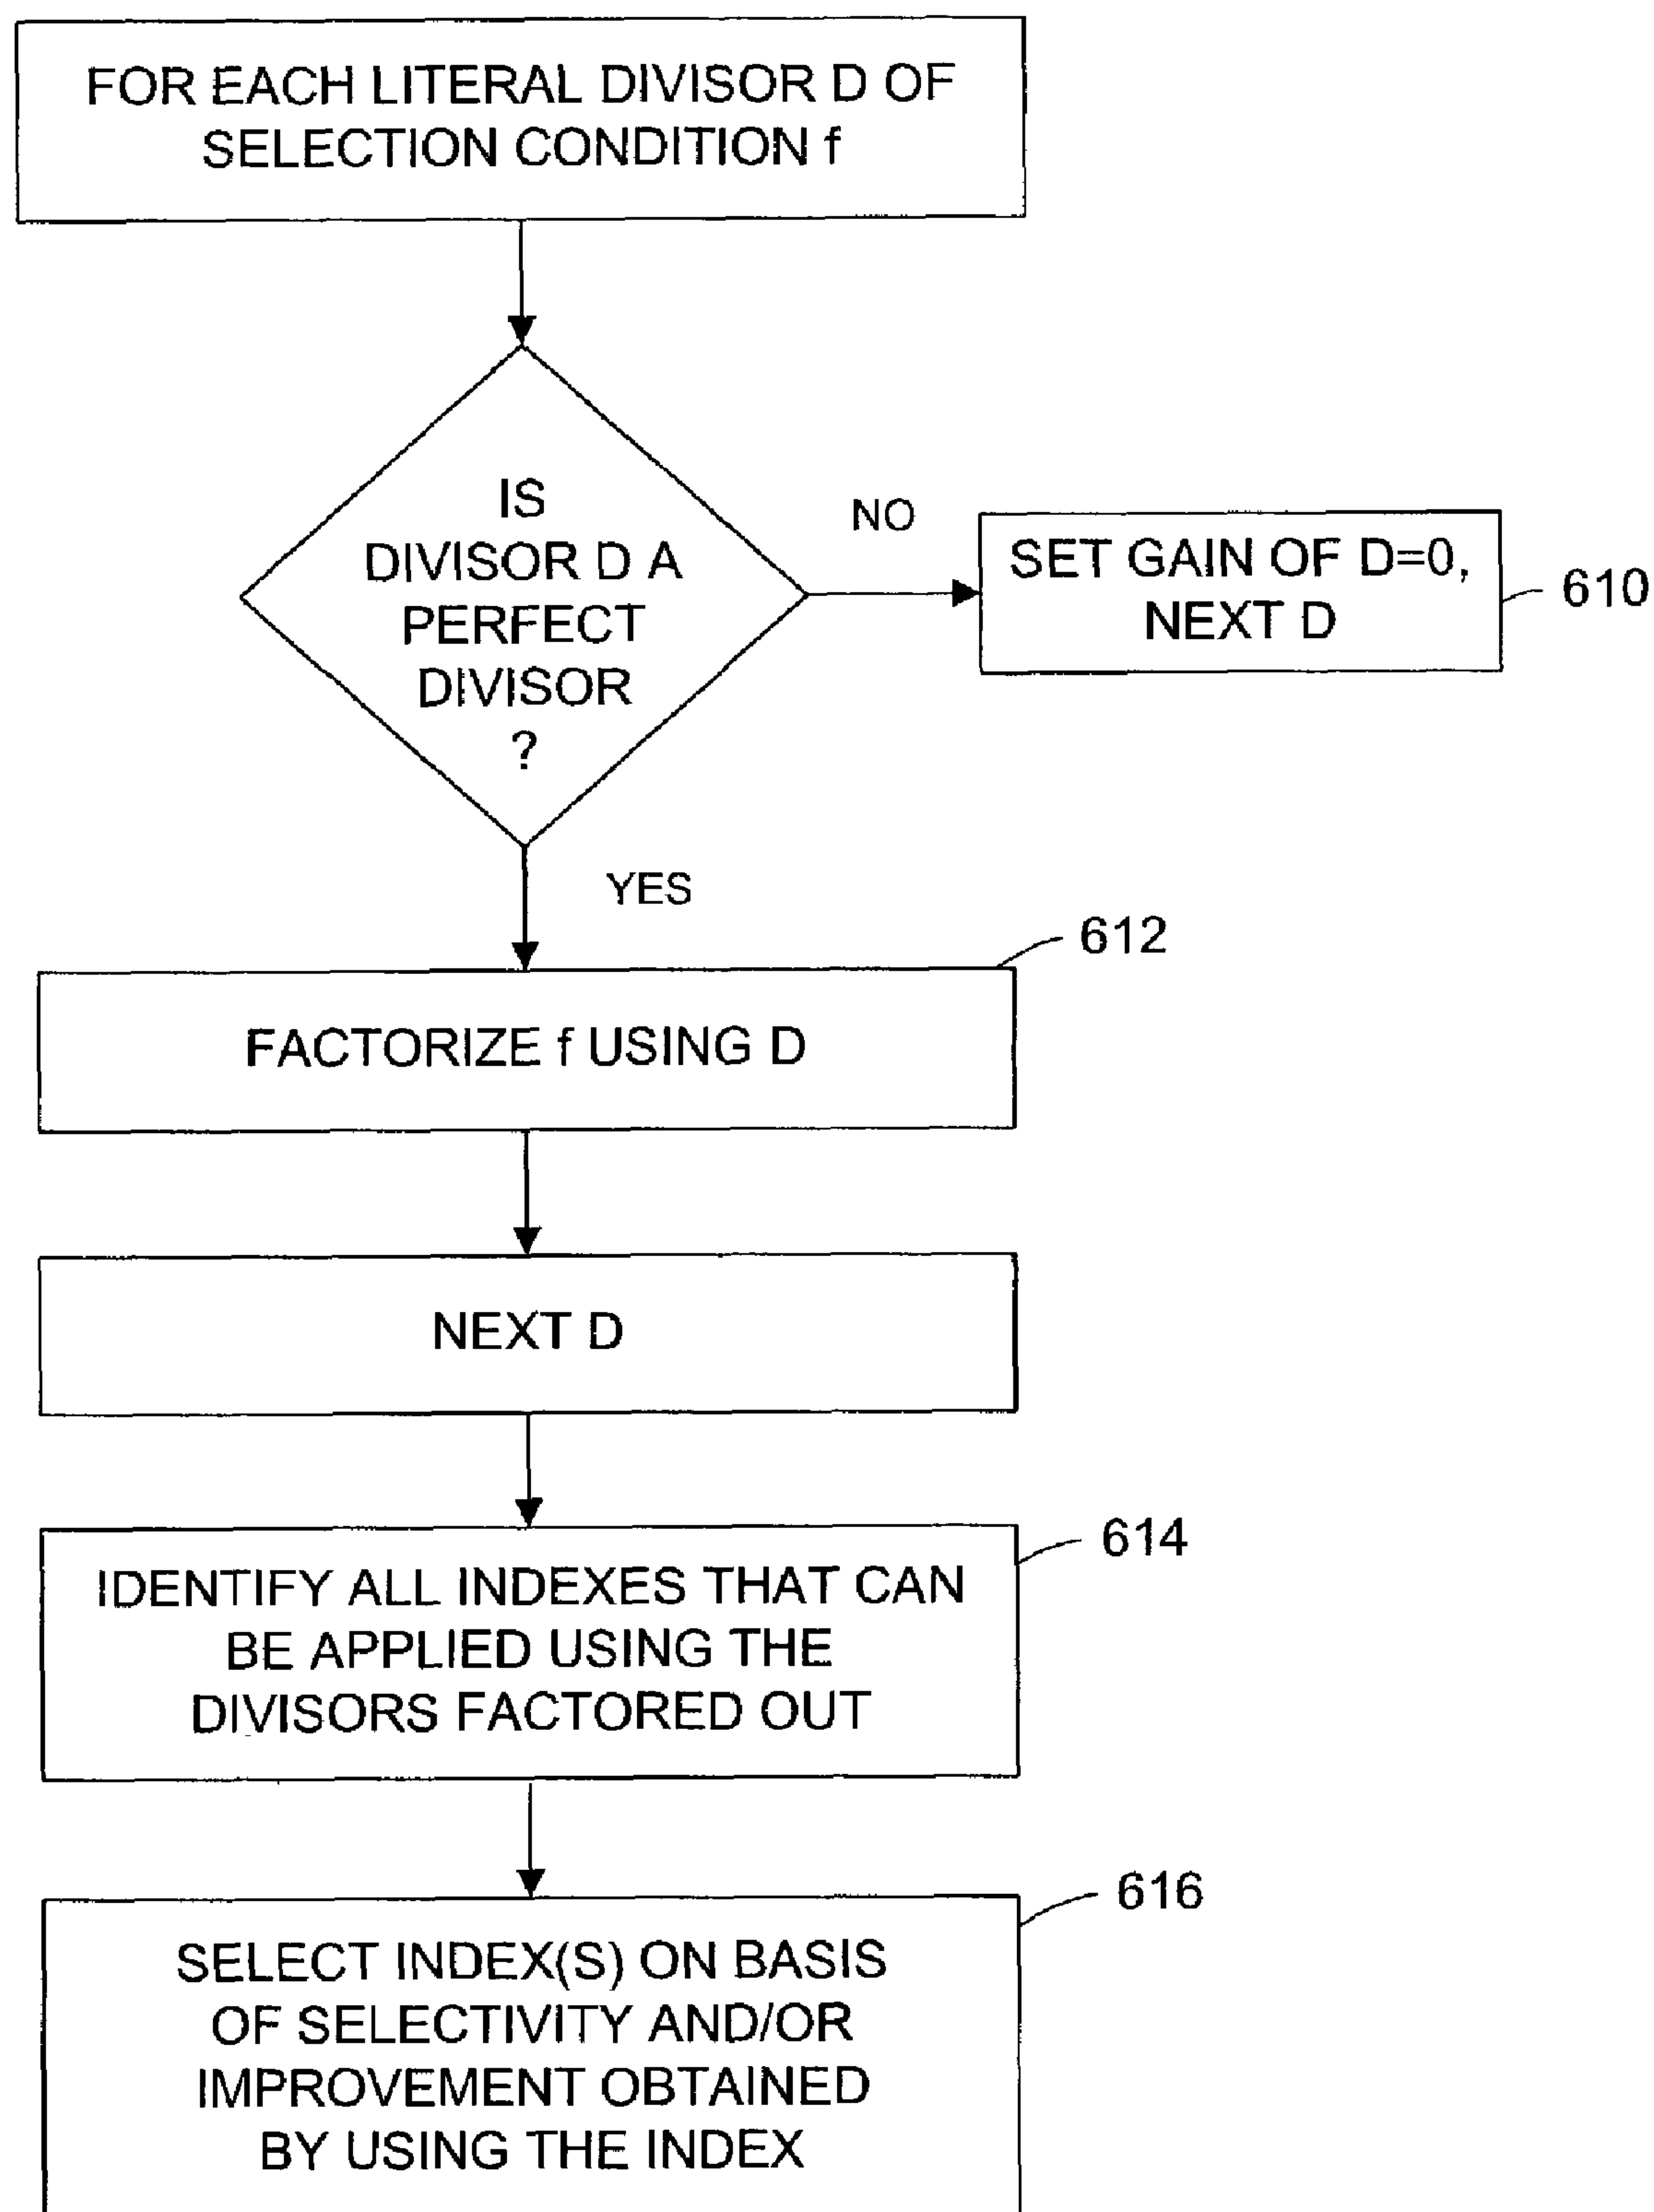 FOR EACH LITERAL DIVISOR D OF
SELECTION CONDITION f
IS
DIVISOR D A
PERFECT
DIVISOR
?
NO
SET GAIN OF D=0,
NEXT D
610
YES
612
FACTORIZE f USING D
NEXT D
614
IDENTIFY ALL INDEXES THAT CAN
BE APPLIED USING THE
DIVISORS FACTORED OUT
616
SELECT INDEX(S) ON BASIS
OF SELECTIVITY AND/OR
IMPROVEMENT OBTAINED
BY USING THE INDEX